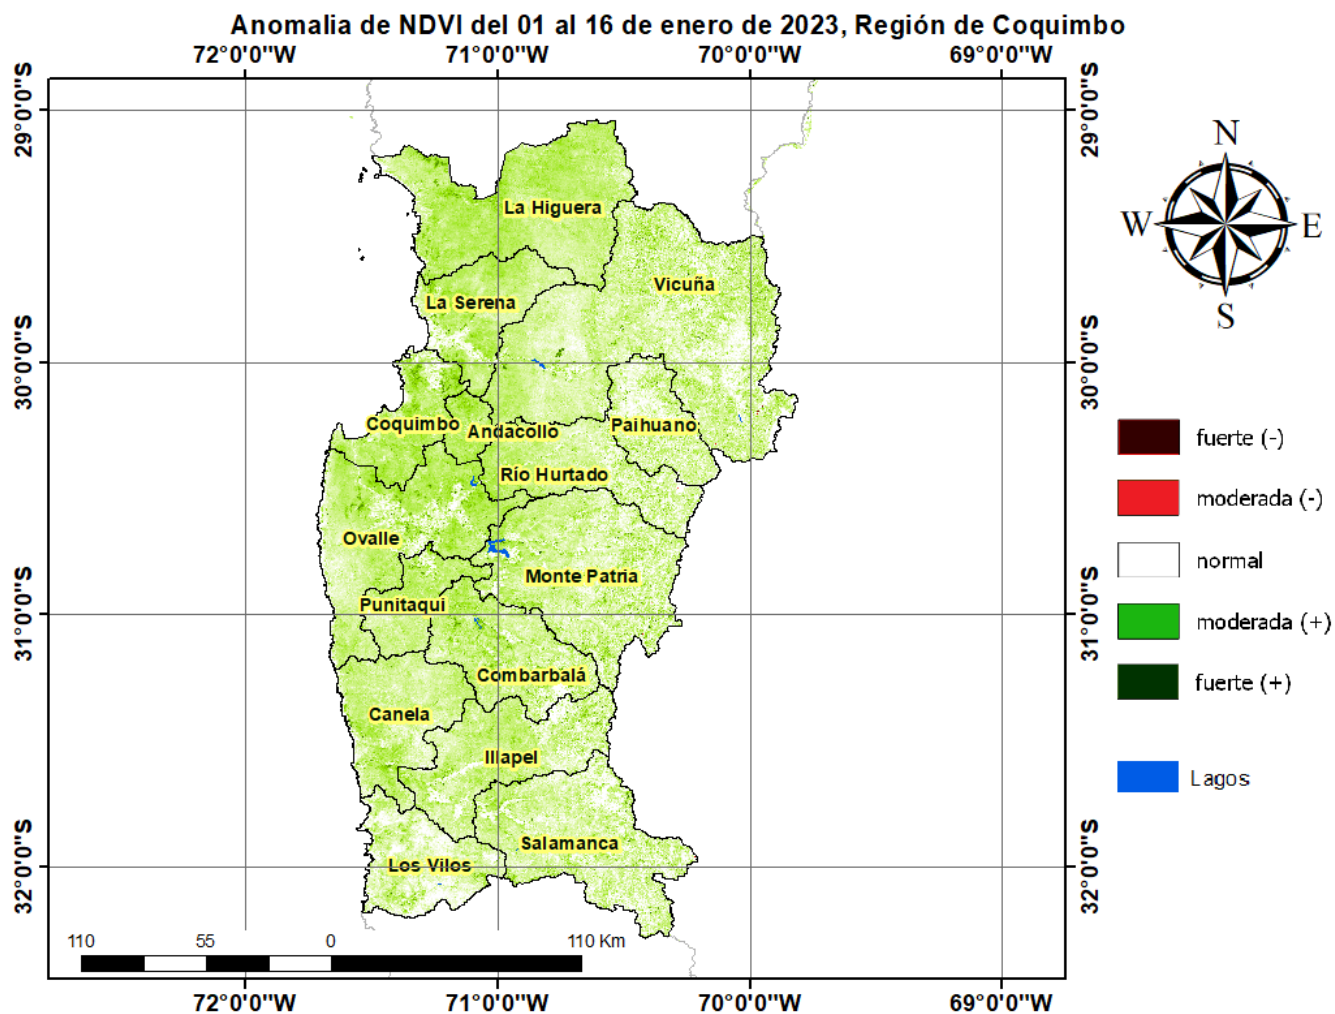 Anomalia de NDVI del 01 al 16 de enero de 2023, Región de Coquimbo
72°0'0"W 71°0'0"W 70°0'0"W 69°0'0"W
29°0'0"S
29°0'0"S
N
W
E
S
La Higuera
Vicuña
La Serena
30°0'0"S
30°0'0"S
Coquimbo
Andacollo
Paihuano
Río Hurtado
Ovalle
Monte Patria
Punitaqui
31°0'0"S
31°0'0"S
Combarbalá
Canela
Illapel
Salamanca
Los Vilos
32°0'0"S
32°0'0"S
fuerte (-)
moderada (-)
normal
moderada (+)
fuerte (+)
Lagos
110 55 0 110 Km
72°0'0"W 71°0'0"W 70°0'0"W 69°0'0"W